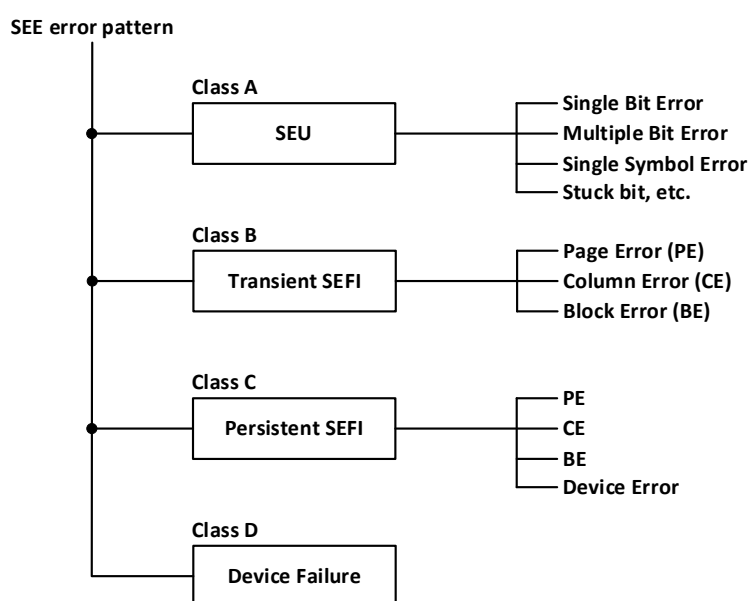 SEE error pattern
Class A
SEU
Single Bit Error
Multiple Bit Error
Single Symbol Error
Stuck bit, etc.
Class B
Transient SEFI
Page Error (PE)
Column Error (CE)
Block Error (BE)
Class C
Persistent SEFI
PE
CE
BE
Device Error
Class D
Device Failure